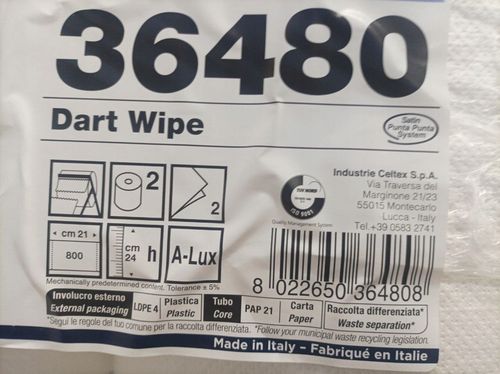 36480
Dart Wipe
Satin
Punta Punta
System
Industrie Celtex S.p.A.
Via Traversa del
Marginone 21/23
55015 Montecarlo
Lucca - Italy
Tel.+39 0583 2741
TUV NORD
ISO 9001
Quality Management System
2
2
cm 21
800
cm
24
h
A-Lux
8 022650 364808
Mechanically predetermined content. Tolerance ± 5%
Involucro esterno
External packaging
LDPE 4
Plastica
Plastic
Tubo
Core
PAP 21
Carta
Paper
Raccolta differenziata*
Waste separation*
*Segui le regole del tuo comune per la raccolta differenziata. *Follow your municipal waste recycling legislation.
Made in Italy - Fabriqué en Italie